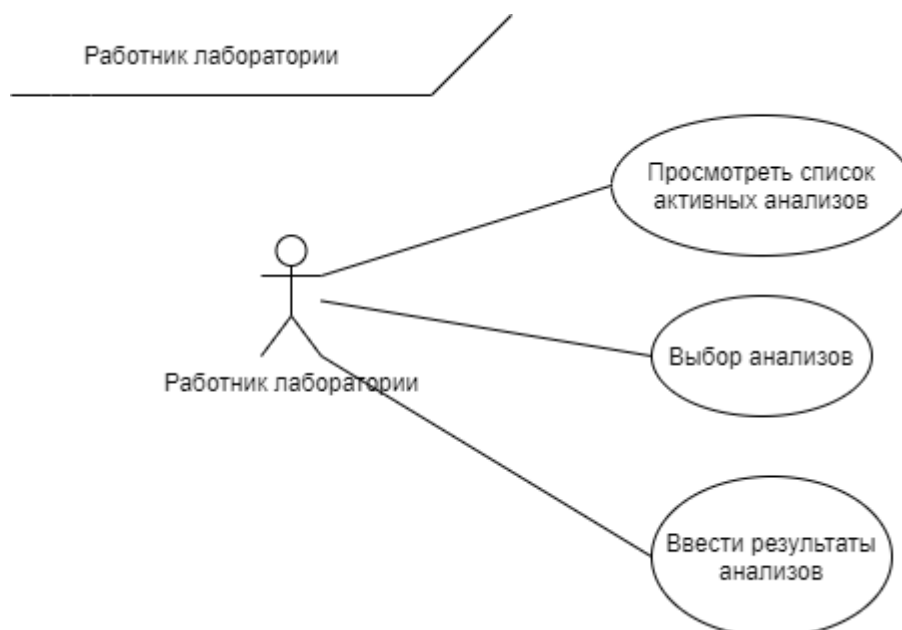 Работник лаборатории
Просмотреть список
активных анализов
Выбор анализов
Работник лаборатории
Ввести результаты
анализов